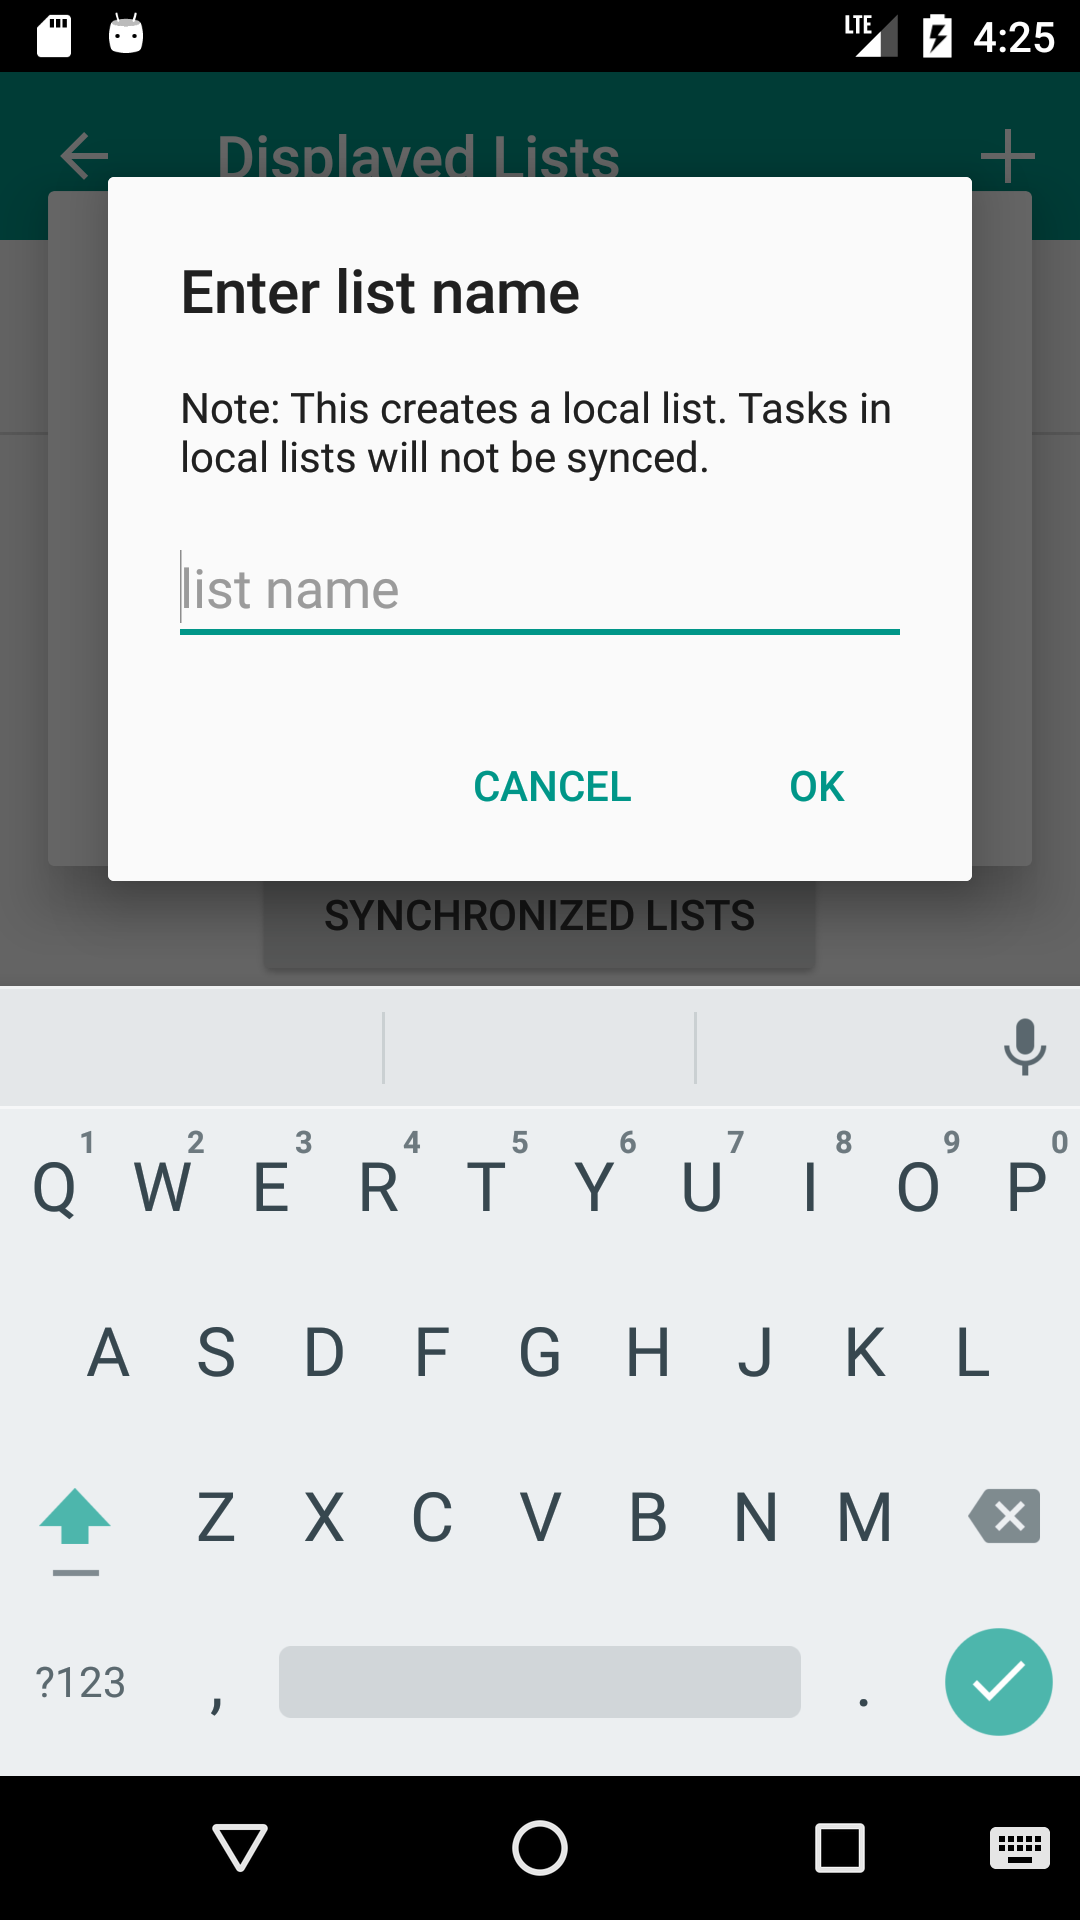 LTE 4:25
Displayed Lists
Enter list name
Note: This creates a local list. Tasks in
local lists will not be synced.
list name
CANCEL OK
SYNCHRONIZED LISTS
1 2 3 4 5 6 7 8 9 0
Q W E R T Y U I O P
A S D F G H J K L
Z X C V B N M
?123 , .